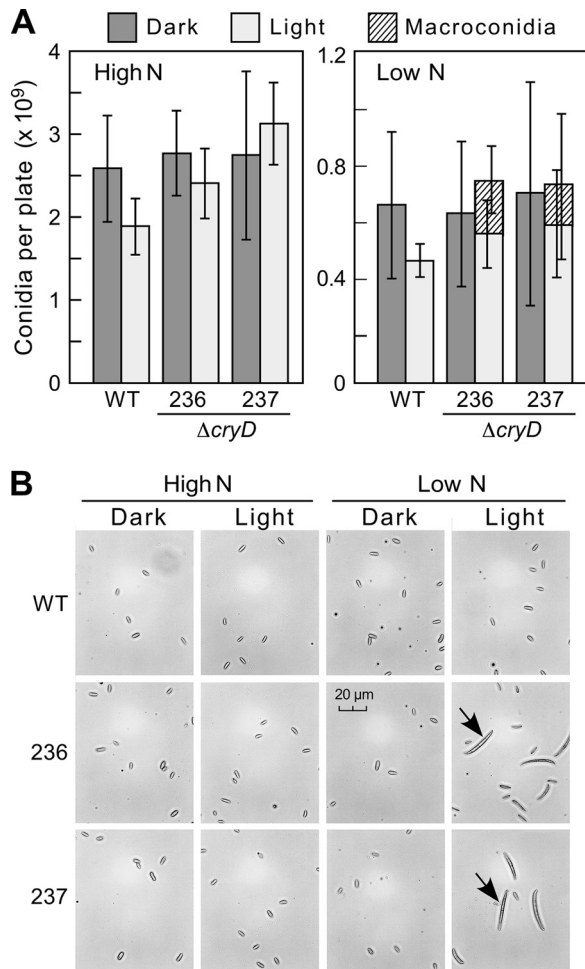 A
Dark Light Macroconidia
High N Low N
Conidia per plate (x 10⁹)
4
3
2
1
0
1.2
0.8
0.4
0
WT 236 237 WT 236 237
ΔcryD ΔcryD
B
High N Low N
Dark Light Dark Light
WT
20 µm
236
237